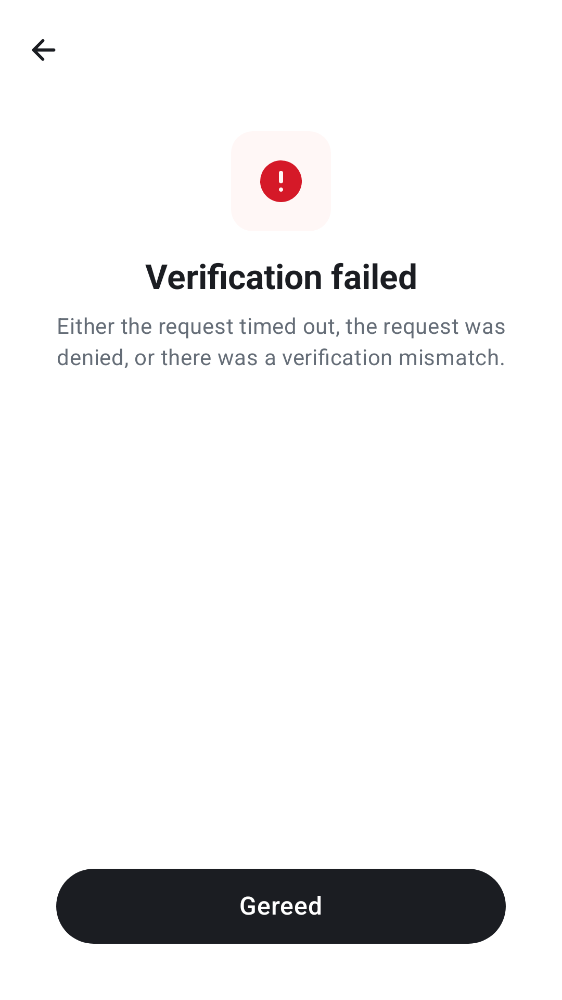 Verification failed
Either the request timed out, the request was
denied, or there was a verification mismatch.
Gereed